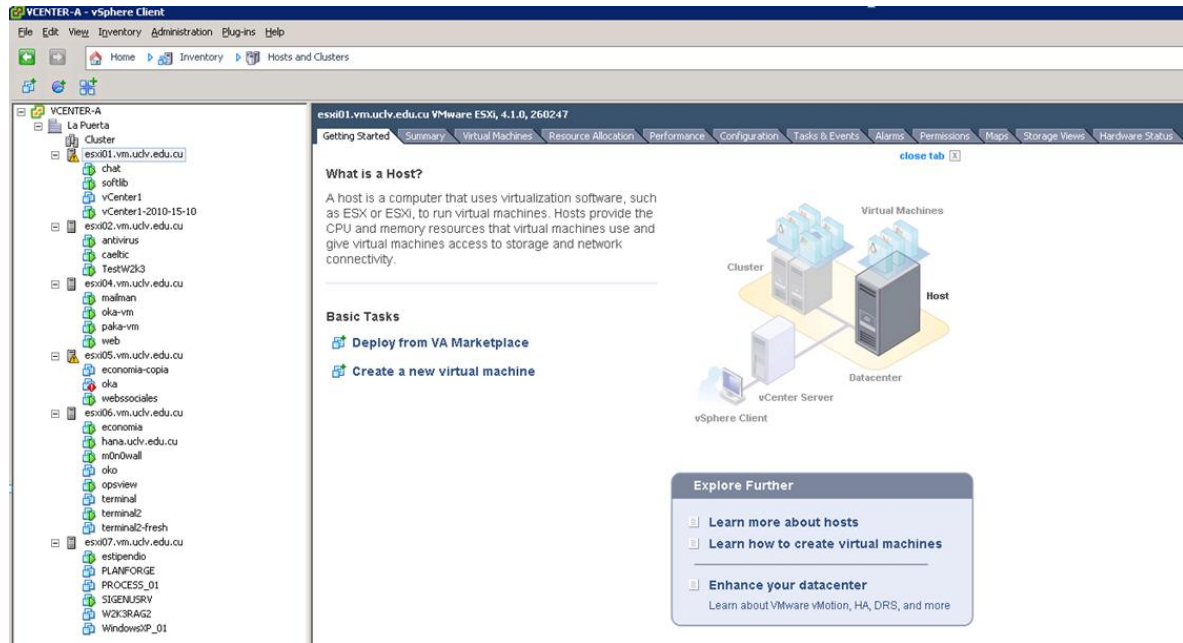 VCENTER-A - vSphere Client
File Edit View Inventory Administration Plug-ins Help
Home Inventory Hosts and Clusters
VCENTER-A
La Puerta
Cluster
esxi01.vm.uclv.edu.cu
chat
softlib
vCenter1
vCenter1-2010-15-10
esxi02.vm.uclv.edu.cu
antivirus
caeltic
TestW2k3
esxi04.vm.uclv.edu.cu
mailman
oka-vm
paka-vm
web
esxi05.vm.uclv.edu.cu
economia-copia
oka
webssociales
esxi06.vm.uclv.edu.cu
economia
hana.uclv.edu.cu
m0n0wall
oko
opsview
terminal
terminal2
terminal2-fresh
esxi07.vm.uclv.edu.cu
estipendio
PLANFORGE
PROCESS_01
SIGENUSRV
W2K3RAG2
WindowsXP_01
esxi01.vm.uclv.edu.cu VMware ESXi, 4.1.0, 260247
Getting Started Summary Virtual Machines Resource Allocation Performance Configuration Tasks & Events Alarms Permissions Maps Storage Views Hardware Status
close tab X
What is a Host?
A host is a computer that uses virtualization software, such
as ESX or ESXi, to run virtual machines. Hosts provide the
CPU and memory resources that virtual machines use and
give virtual machines access to storage and network
connectivity.
Basic Tasks
Deploy from VA Marketplace
Create a new virtual machine
Virtual Machines
Cluster
Host
Datacenter
vCenter Server
vSphere Client
Explore Further
Learn more about hosts
Learn how to create virtual machines
Enhance your datacenter
Learn about VMware vMotion, HA, DRS, and more